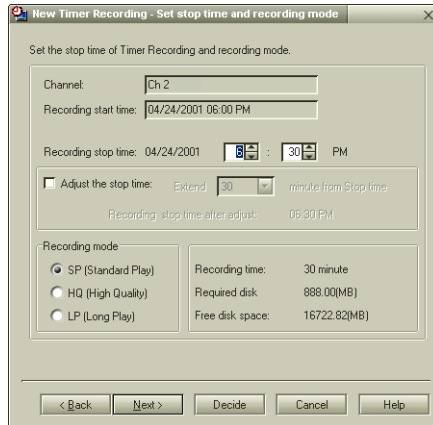 New Timer Recording - Set stop time and recording mode
Set the stop time of Timer Recording and recording mode.
Channel: Ch 2
Recording start time: 04/24/2001 06:00 PM
Recording stop time: 04/24/2001 6 : 30 PM
Adjust the stop time: Extend 30 minute from Stop time
Recording stop time after adjust: 06:30 PM
Recording mode
SP (Standard Play) Recording time: 30 minute
HQ (High Quality) Required disk 888.00(MB)
LP (Long Play) Free disk space: 16722.82(MB)
< Back Next > Decide Cancel Help